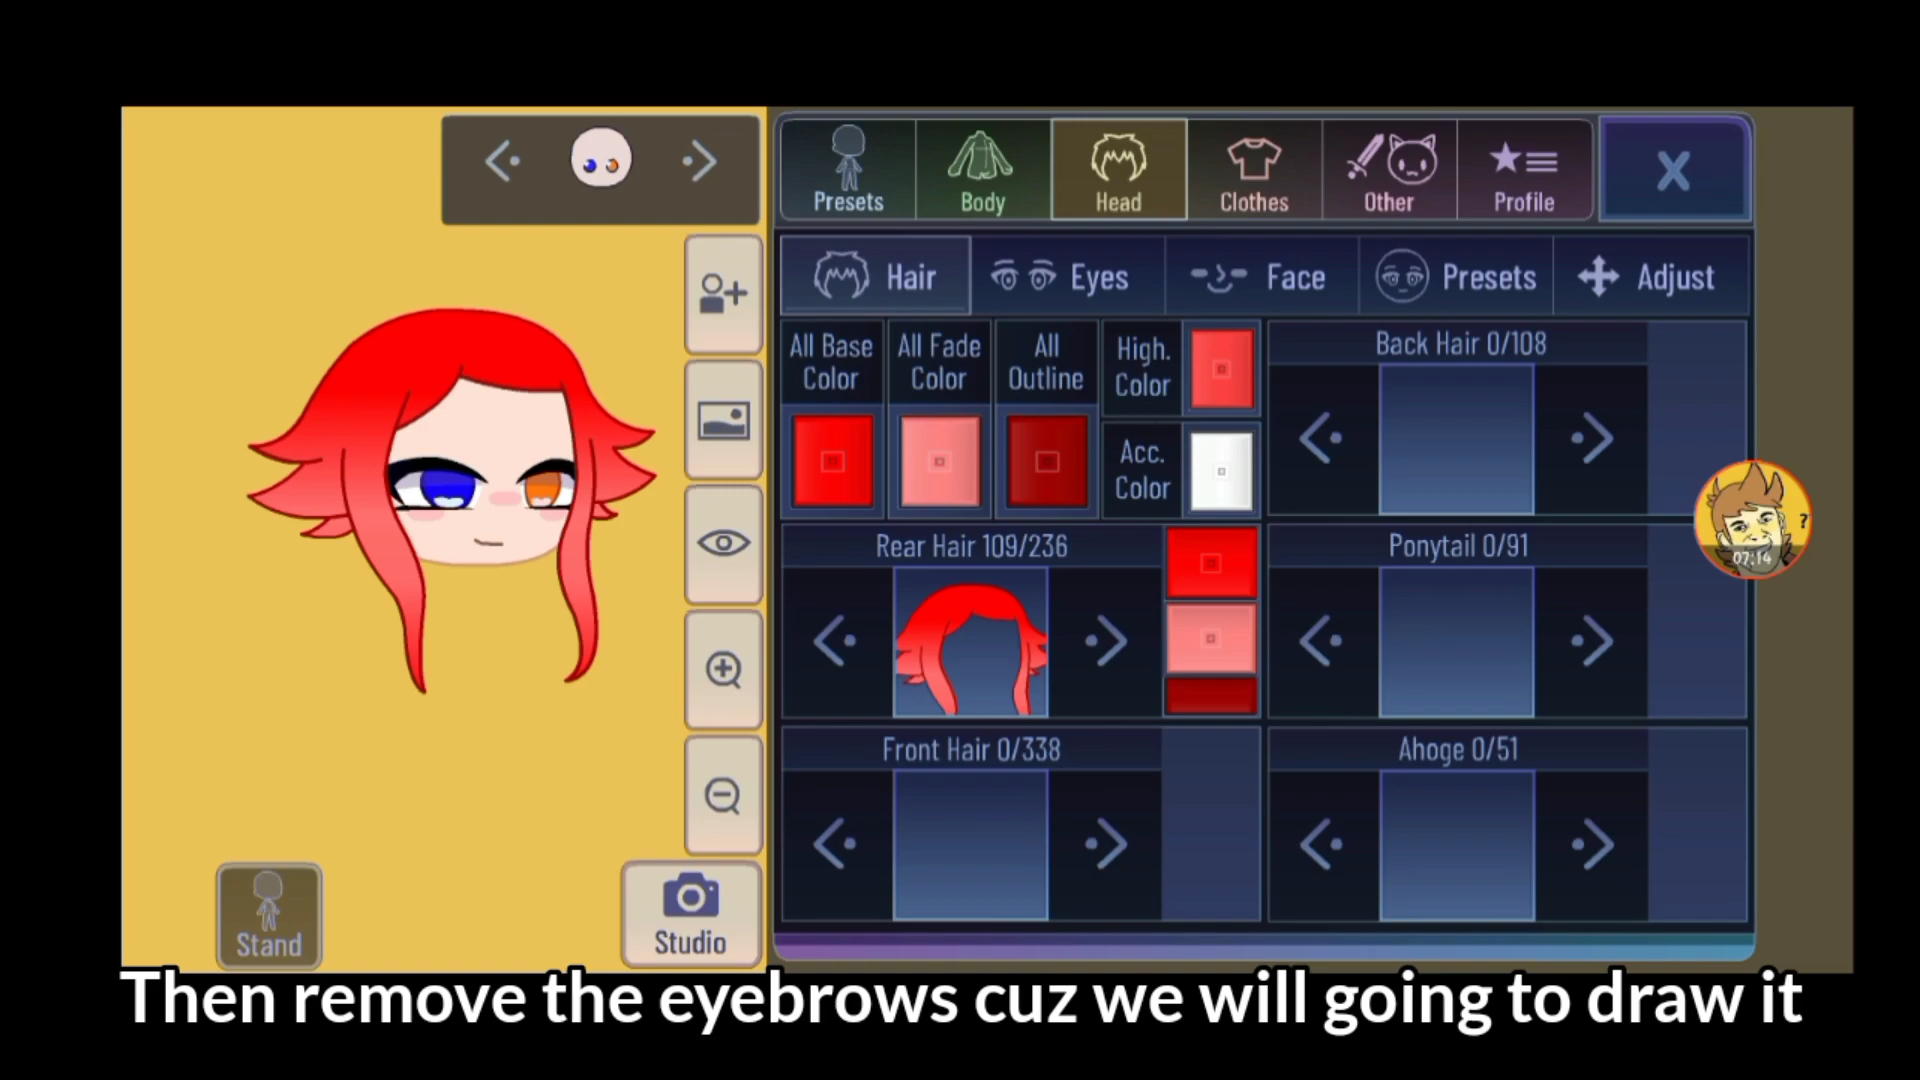 Presets
Body
Head
Clothes
Other
Profile
X
Hair
Eyes
Face
Presets
Adjust
All Base
Color
All Fade
Color
All
Outline
High.
Color
Acc.
Color
Back Hair 0/108
Rear Hair 109/236
Ponytail 0/91
?
07:14
Front Hair 0/338
Ahoge 0/51
Stand
Studio
Then remove the eyebrows cuz we will going to draw it